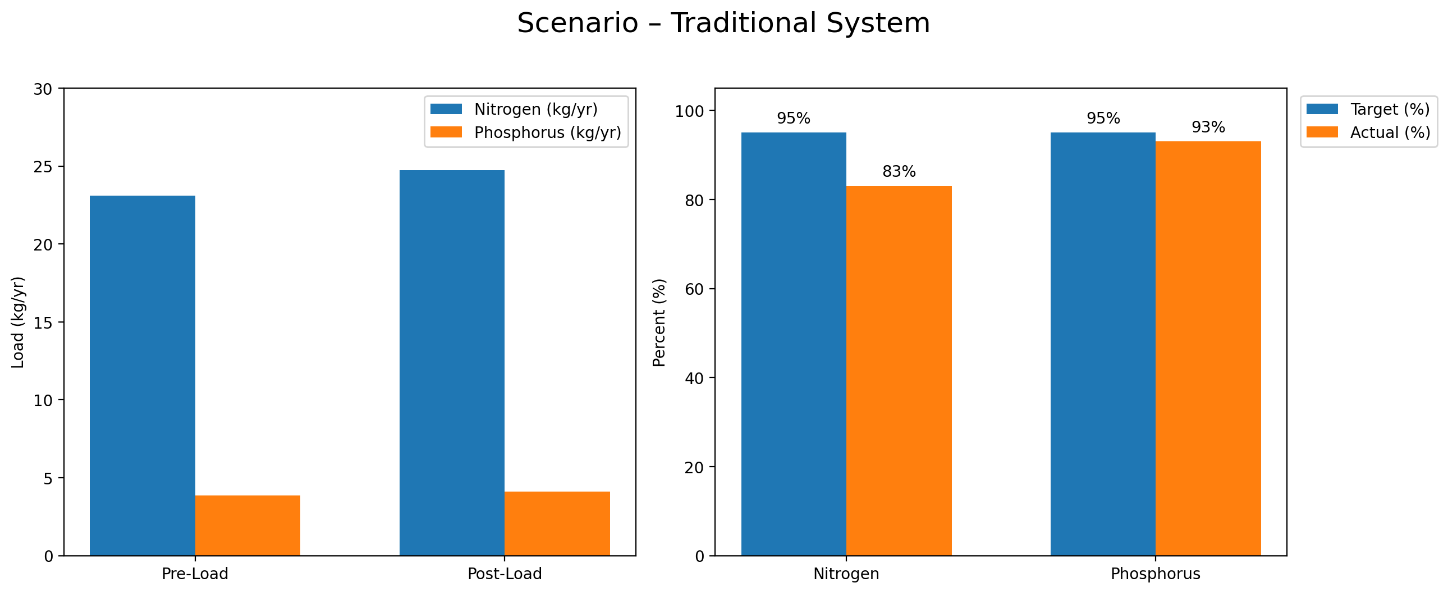 Scenario – Traditional System
Load (kg/yr)
30
25
20
15
10
5
0
Nitrogen (kg/yr)
Phosphorus (kg/yr)
Pre-Load
Post-Load
Percent (%)
100
80
60
40
20
0
95%
83%
95%
93%
Nitrogen
Phosphorus
Target (%)
Actual (%)